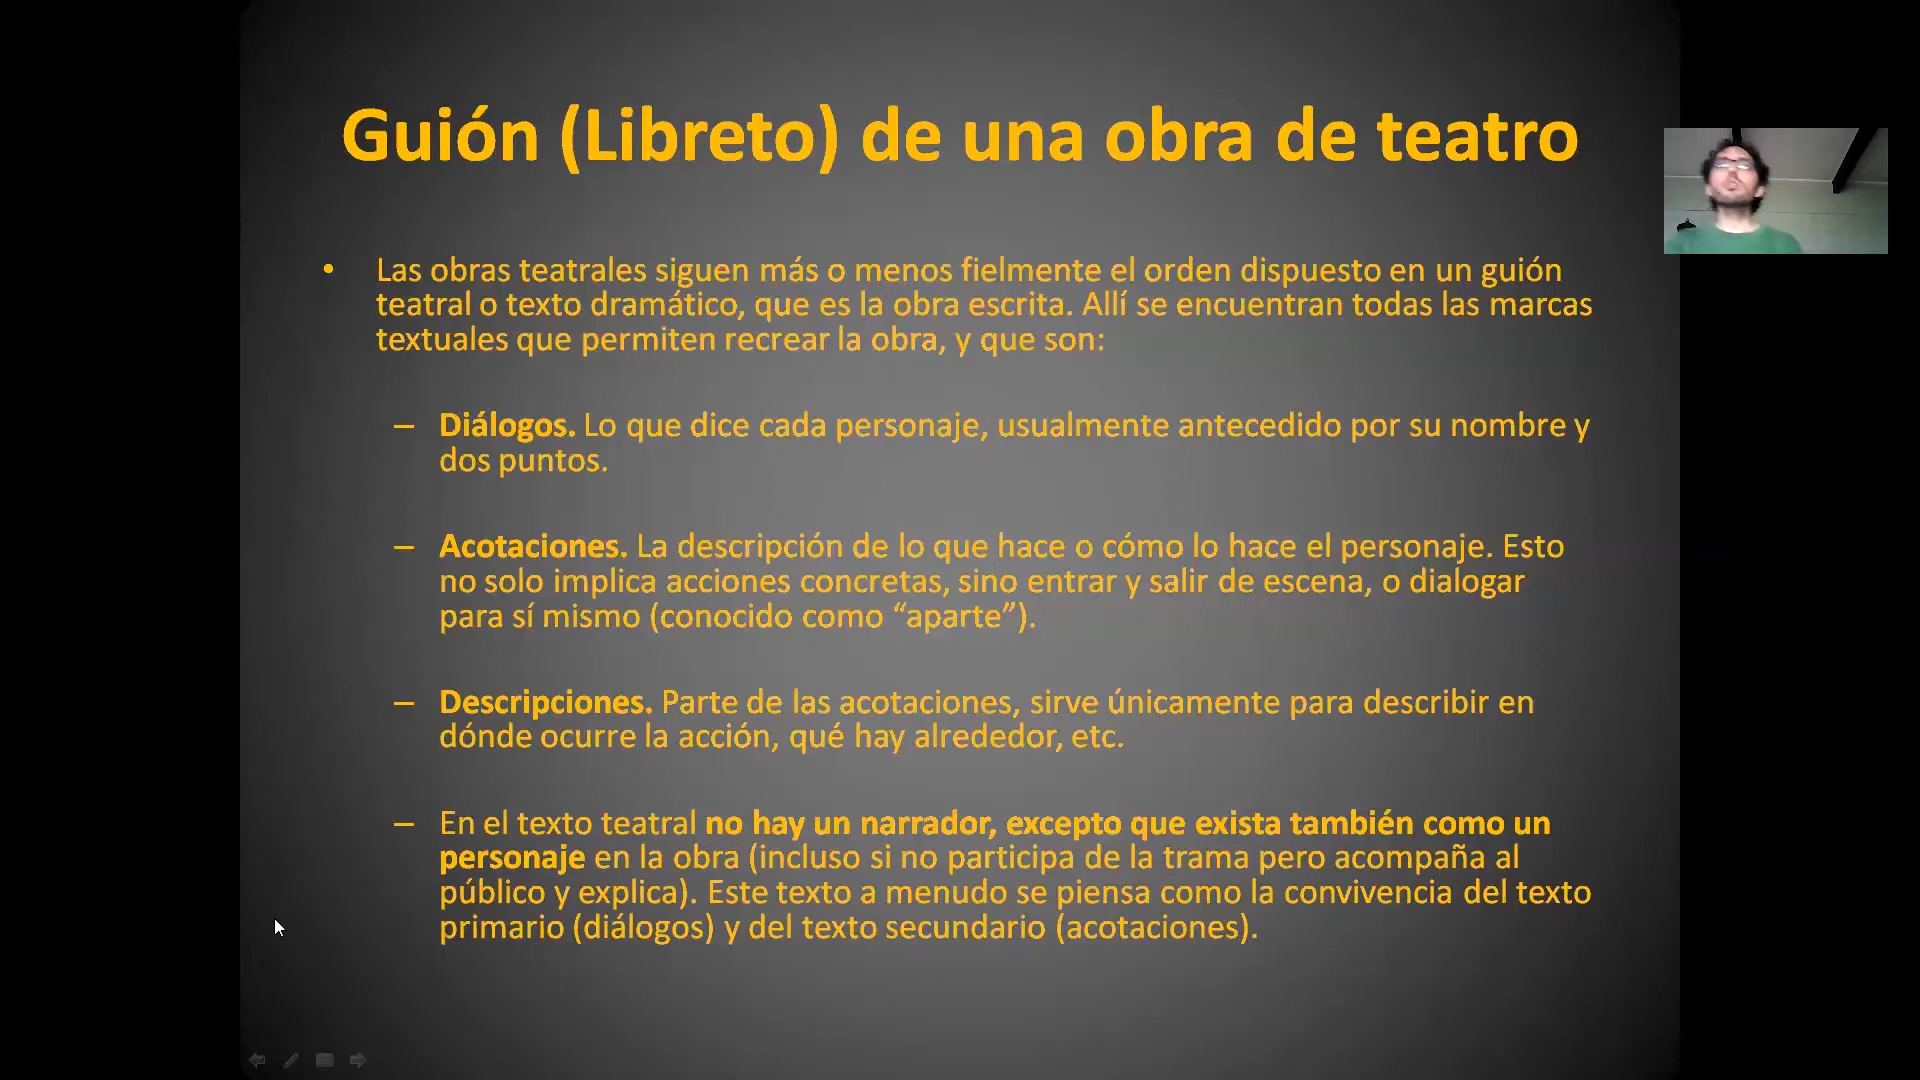 Guión (Libreto) de una obra de teatro
• Las obras teatrales siguen más o menos fielmente el orden dispuesto en un guión
teatral o texto dramático, que es la obra escrita. Allí se encuentran todas las marcas
textuales que permiten recrear la obra, y que son:
– Diálogos. Lo que dice cada personaje, usualmente antecedido por su nombre y
dos puntos.
– Acotaciones. La descripción de lo que hace o cómo lo hace el personaje. Esto
no solo implica acciones concretas, sino entrar y salir de escena, o dialogar
para sí mismo (conocido como “aparte”).
– Descripciones. Parte de las acotaciones, sirve únicamente para describir en
dónde ocurre la acción, qué hay alrededor, etc.
– En el texto teatral no hay un narrador, excepto que exista también como un
personaje en la obra (incluso si no participa de la trama pero acompaña al
público y explica). Este texto a menudo se piensa como la convivencia del texto
primario (diálogos) y del texto secundario (acotaciones).